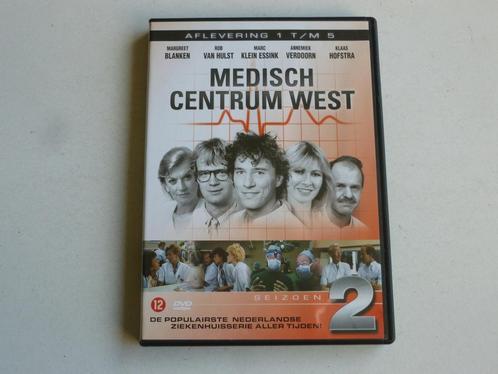 AFLEVERING 1 T/M 5
MARGREET BLANKEN
ROB VAN HULST
MARC KLEIN ESSINK
ANNEMIEK VERDOORN
KLAAS HOFSTRA
MEDISCH
CENTRUM WEST
SEIZOEN 2
12 DVD
DE POPULAIRSTE NEDERLANDSE
ZIEKENHUISSERIE ALLER TIJDEN!